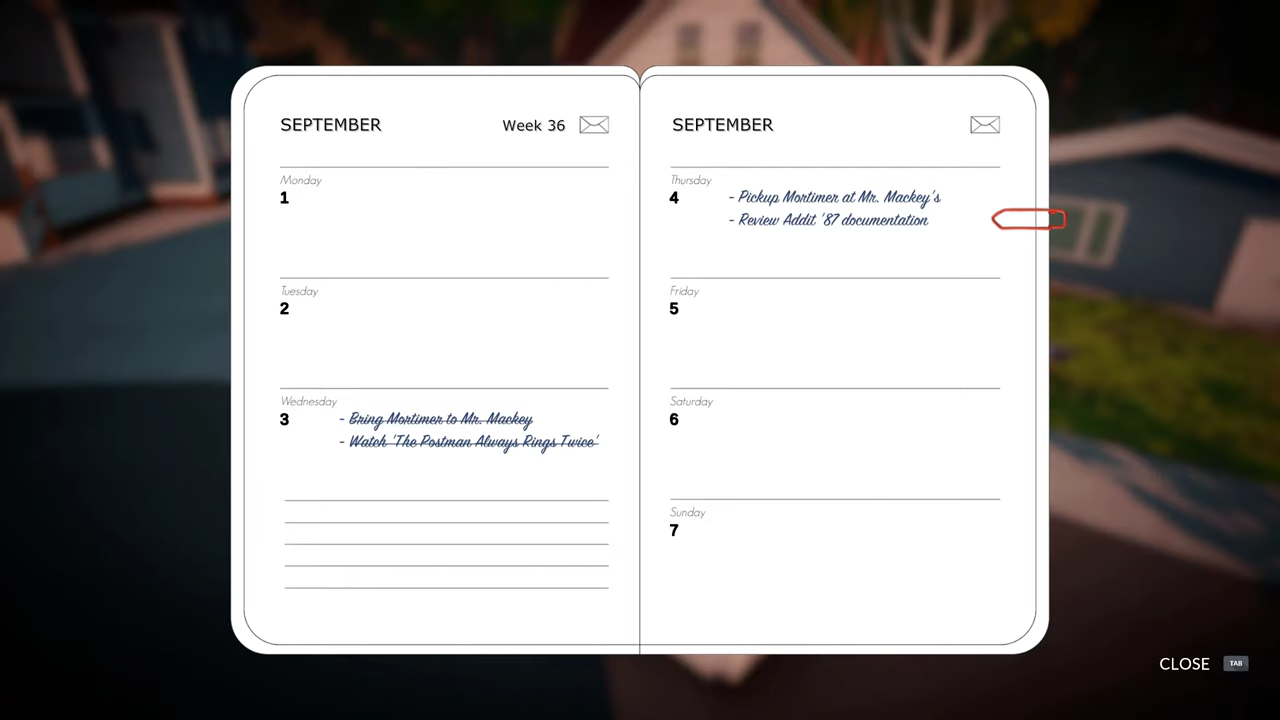 SEPTEMBER Week 36
Monday
1
Tuesday
2
Wednesday
3 - Bring Mortimer to Mr. Mackey
- Watch 'The Postman Always Rings Twice'
SEPTEMBER
Thursday
4 - Pickup Mortimer at Mr. Mackey's
- Review Addit '87 documentation
Friday
5
Saturday
6
Sunday
7
CLOSE TAB